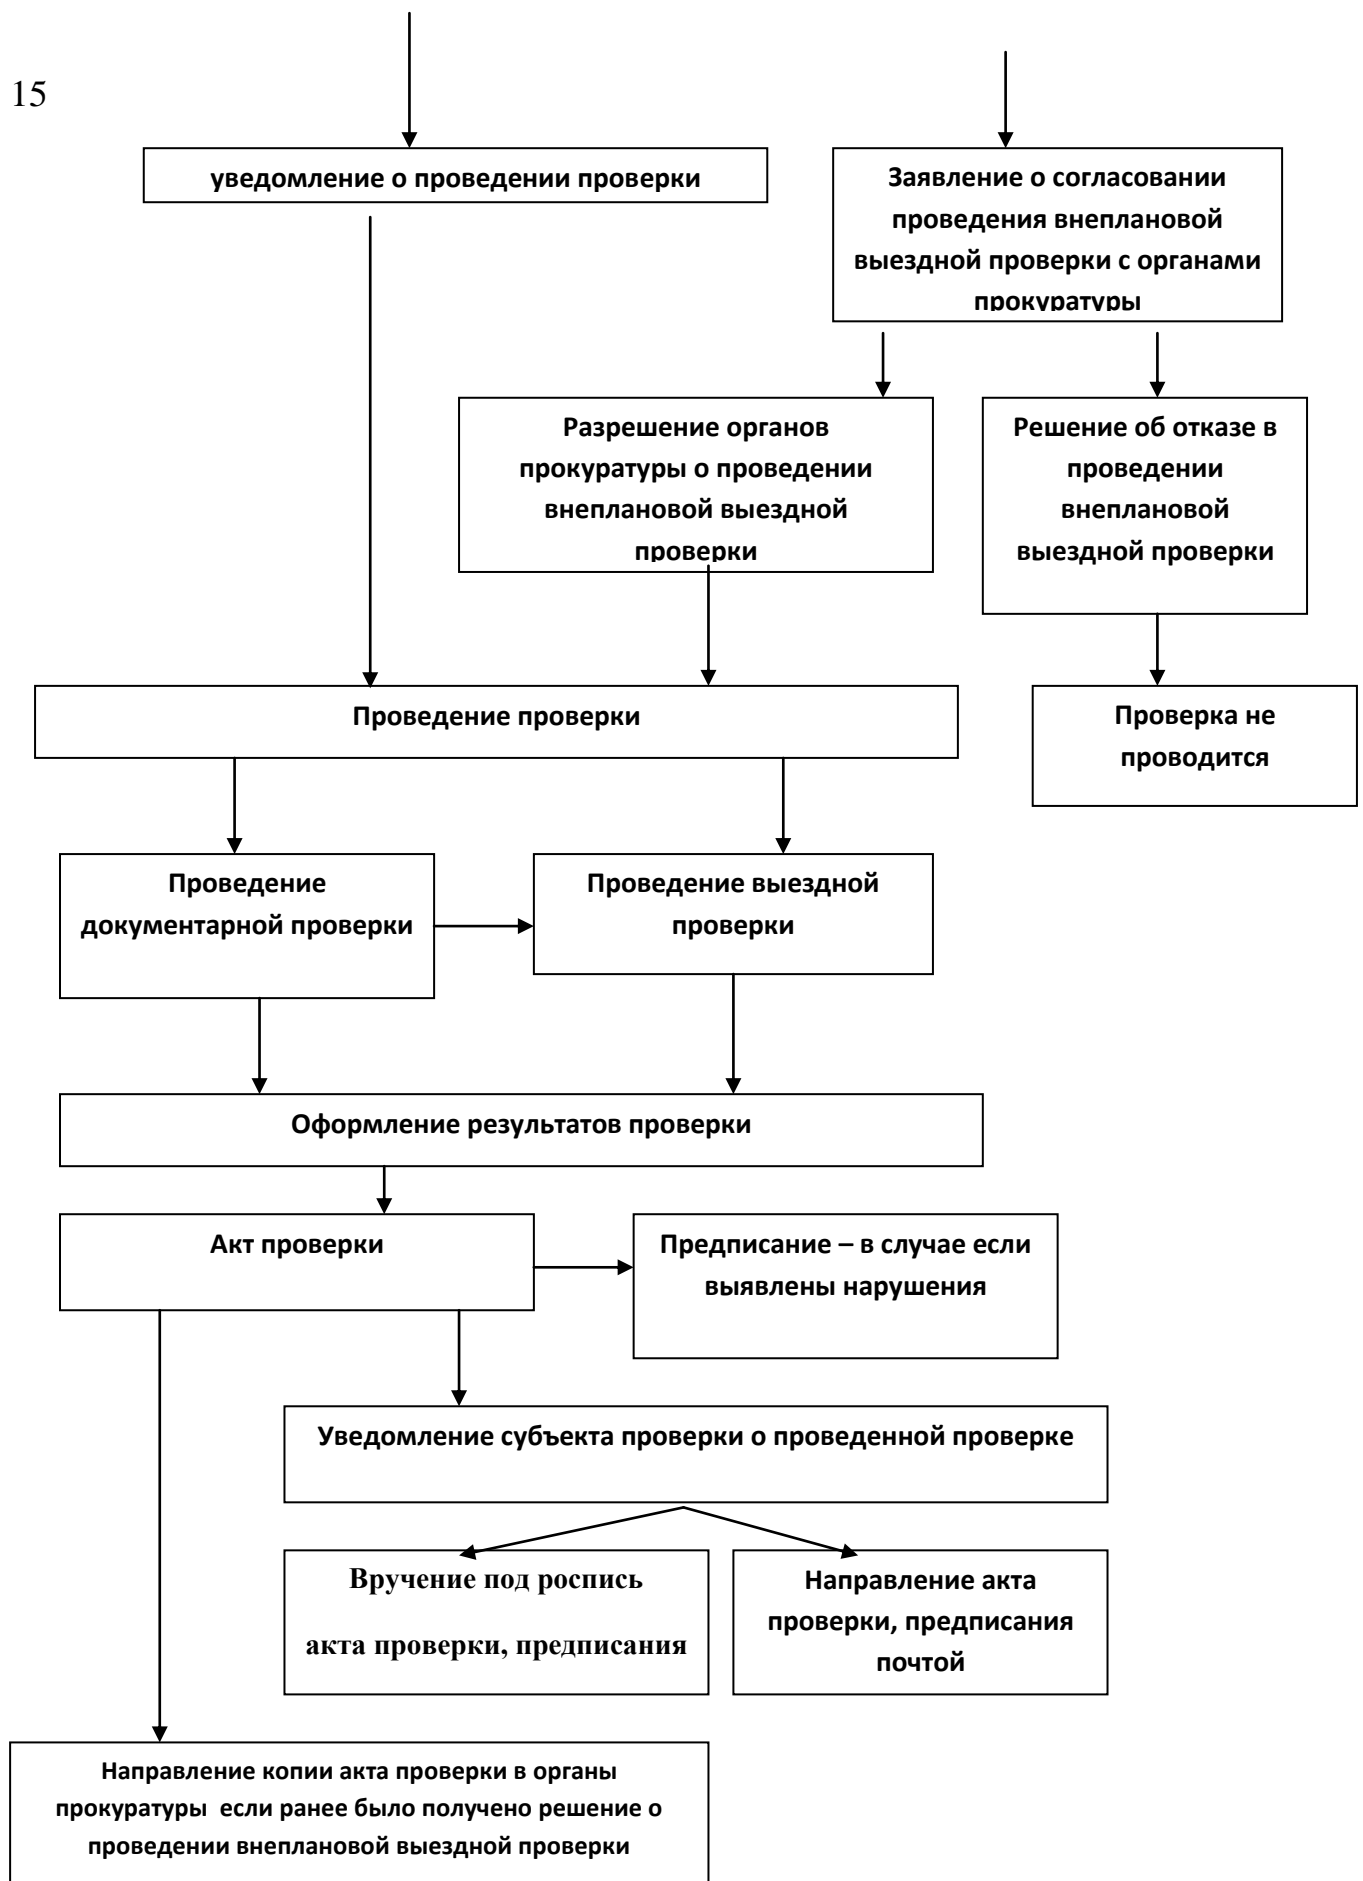 15
уведомление о проведении проверки
Заявление о согласовании
проведения внеплановой
выездной проверки с органами
прокуратуры
Разрешение органов
прокуратуры о проведении
внеплановой выездной
проверки
Решение об отказе в
проведении
внеплановой
выездной проверки
Проведение проверки
Проверка не
проводится
Проведение
документарной проверки
Проведение выездной
проверки
Оформление результатов проверки
Акт проверки
Предписание – в случае если
выявлены нарушения
Уведомление субъекта проверки о проведенной проверке
Вручение под роспись
акта проверки, предписания
Направление акта
проверки, предписания
почтой
Направление копии акта проверки в органы
прокуратуры  если ранее было получено решение о
проведении внеплановой выездной проверки